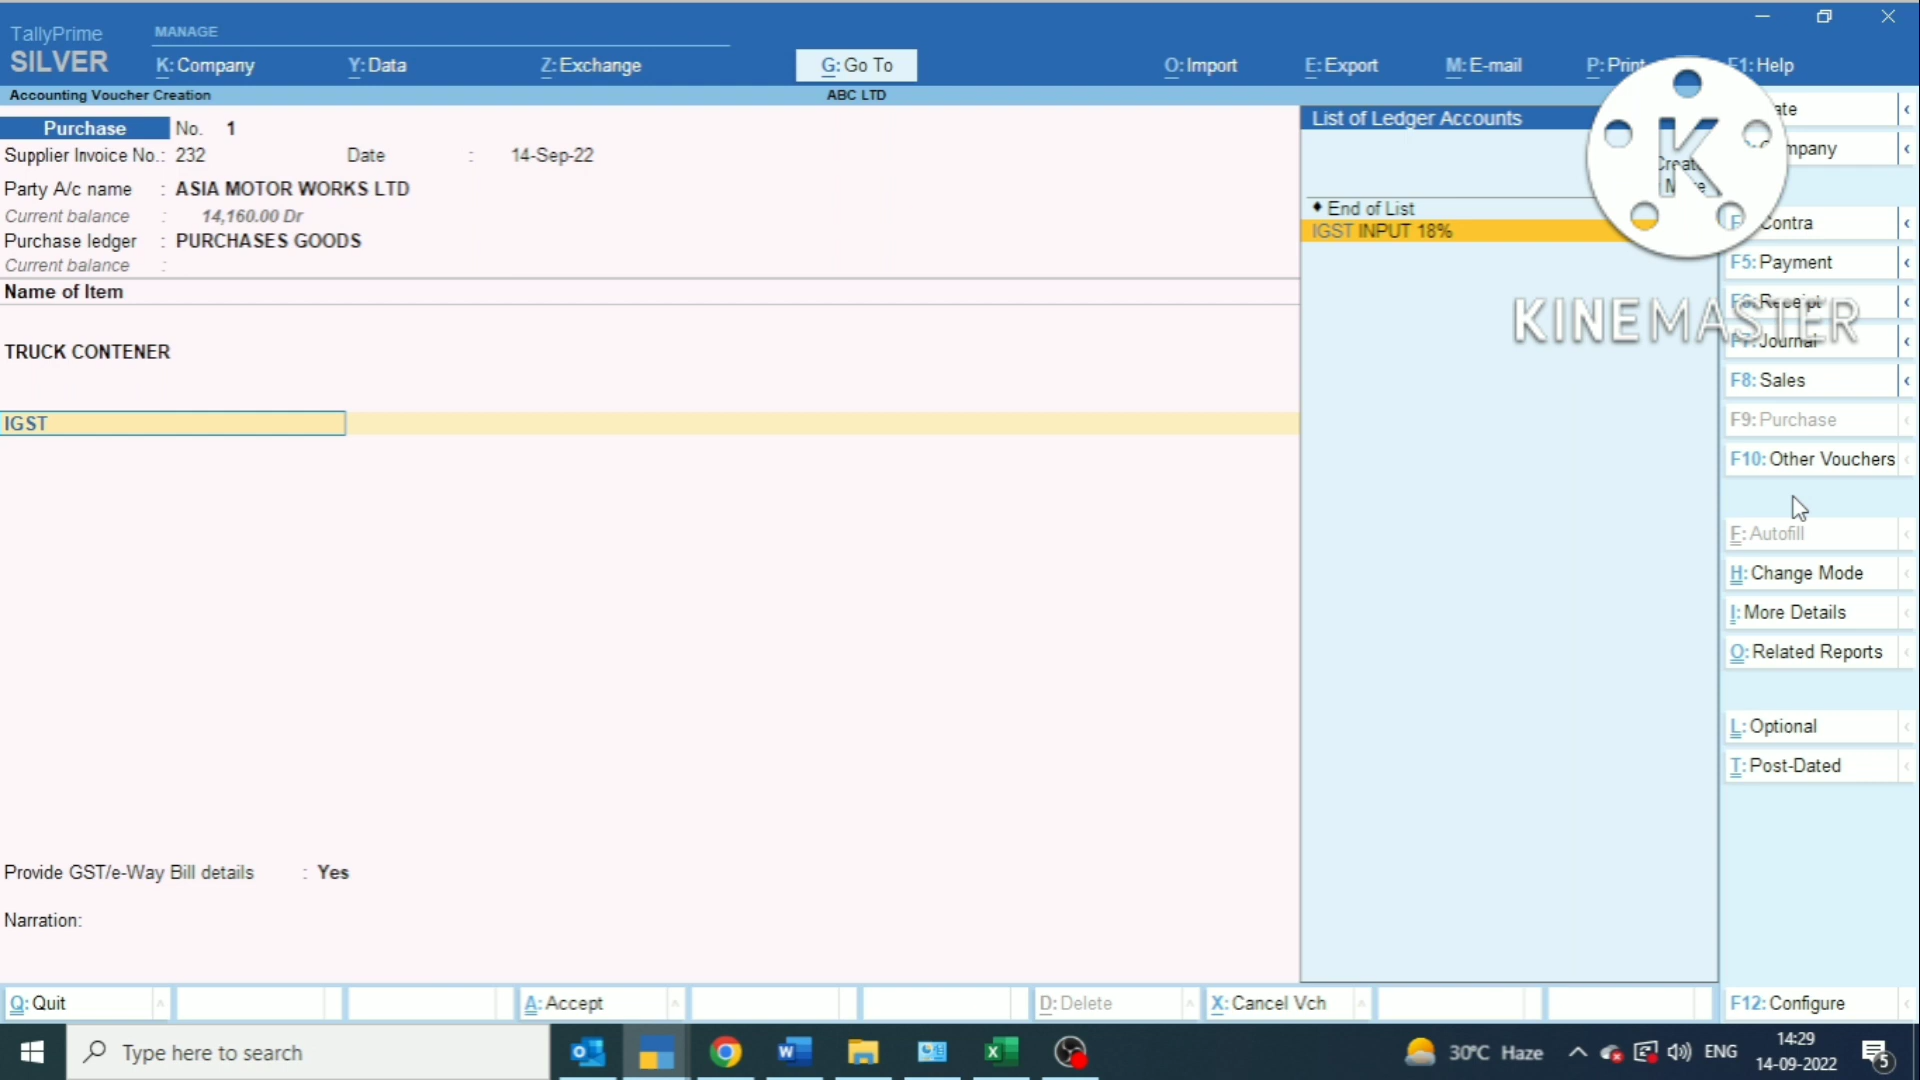 TallyPrime
SILVER
MANAGE
K: Company
Y: Data
Z: Exchange
G: Go To
O: Import
E: Export
M: E-mail
P: Print
F1: Help
Accounting Voucher Creation
ABC LTD
Purchase No. 1
Supplier Invoice No.: 232 Date : 14-Sep-22
Party A/c name : ASIA MOTOR WORKS LTD
Current balance : 14,160.00 Dr
Purchase ledger : PURCHASES GOODS
Current balance :
Name of Item
TRUCK CONTENER
IGST
Provide GST/e-Way Bill details : Yes
Narration:
List of Ledger Accounts
♦ End of List
IGST INPUT 18%
K
KINEMASTER
Contra
F5: Payment
F6: Receipt
F7: Journal
F8: Sales
F9: Purchase
F10: Other Vouchers
F: Autofill
H: Change Mode
I: More Details
O: Related Reports
L: Optional
T: Post-Dated
Q: Quit
A: Accept
D: Delete
X: Cancel Vch
F12: Configure
Type here to search
30°C Haze
ENG
14:29
14-09-2022
5